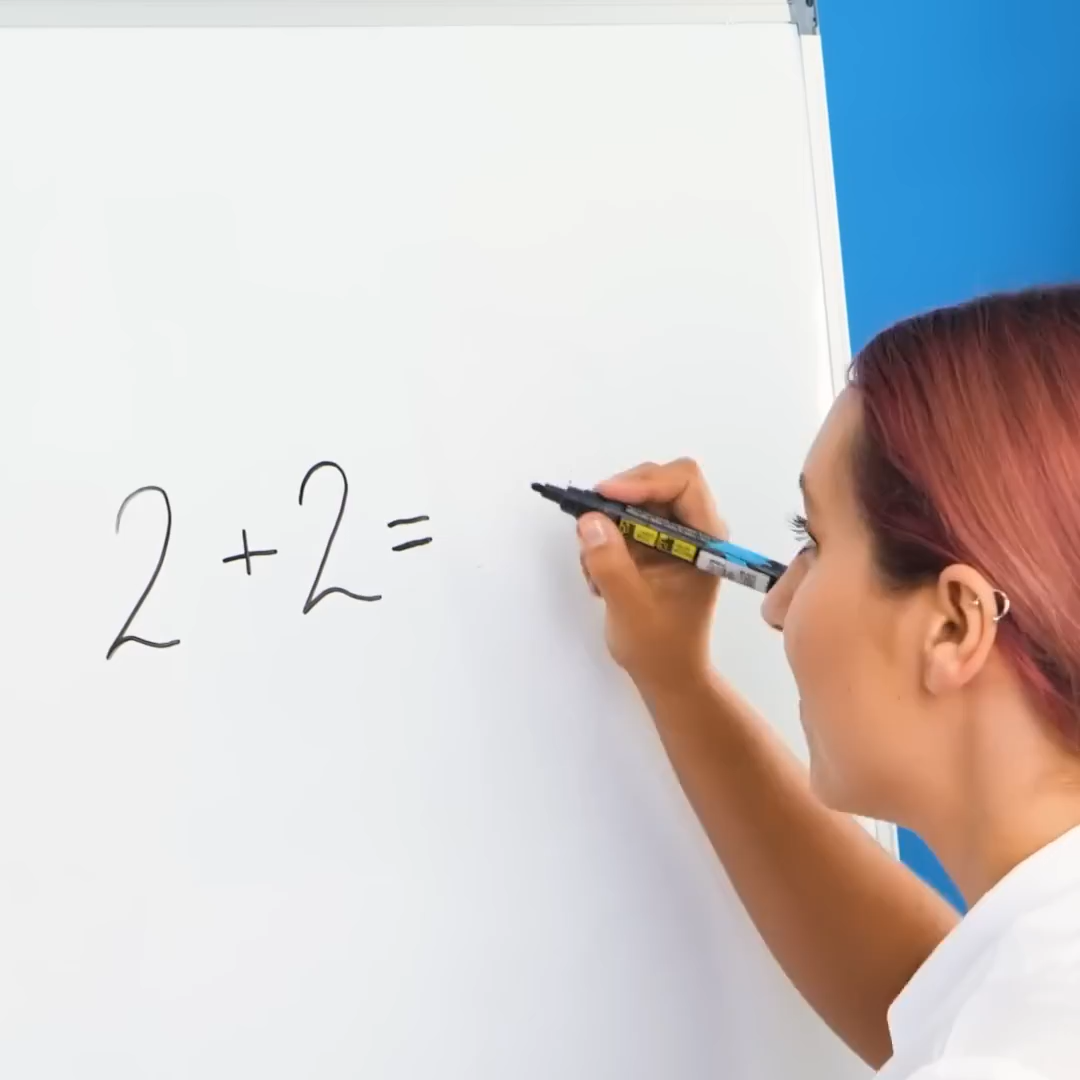 2 + 2 =